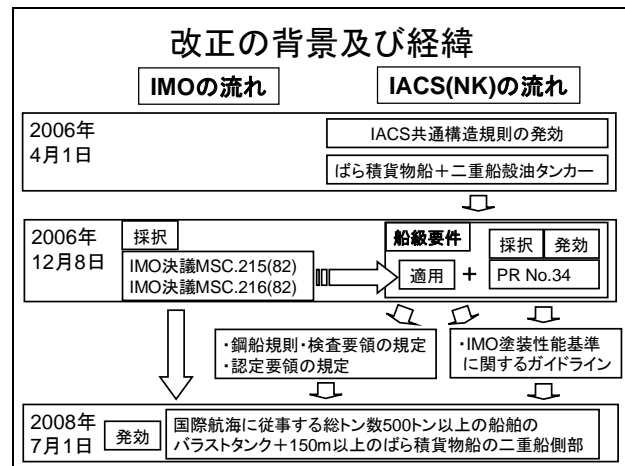 改正の背景及び経緯
IMOの流れ
IACS(NK)の流れ
2006年
4月1日
IACS共通構造規則の発効
ばら積貨物船＋二重船殻油タンカー
2006年
12月8日
採択
IMO決議MSC.215(82)
IMO決議MSC.216(82)
船級要件
適用
+
採択
発効
PR No.34
・鋼船規則・検査要領の規定
・認定要領の規定
・IMO塗装性能基準
に関するガイドライン
2008年
7月1日
発効
国際航海に従事する総トン数500トン以上の船舶の
バラストタンク＋150m以上のばら積貨物船の二重船側部